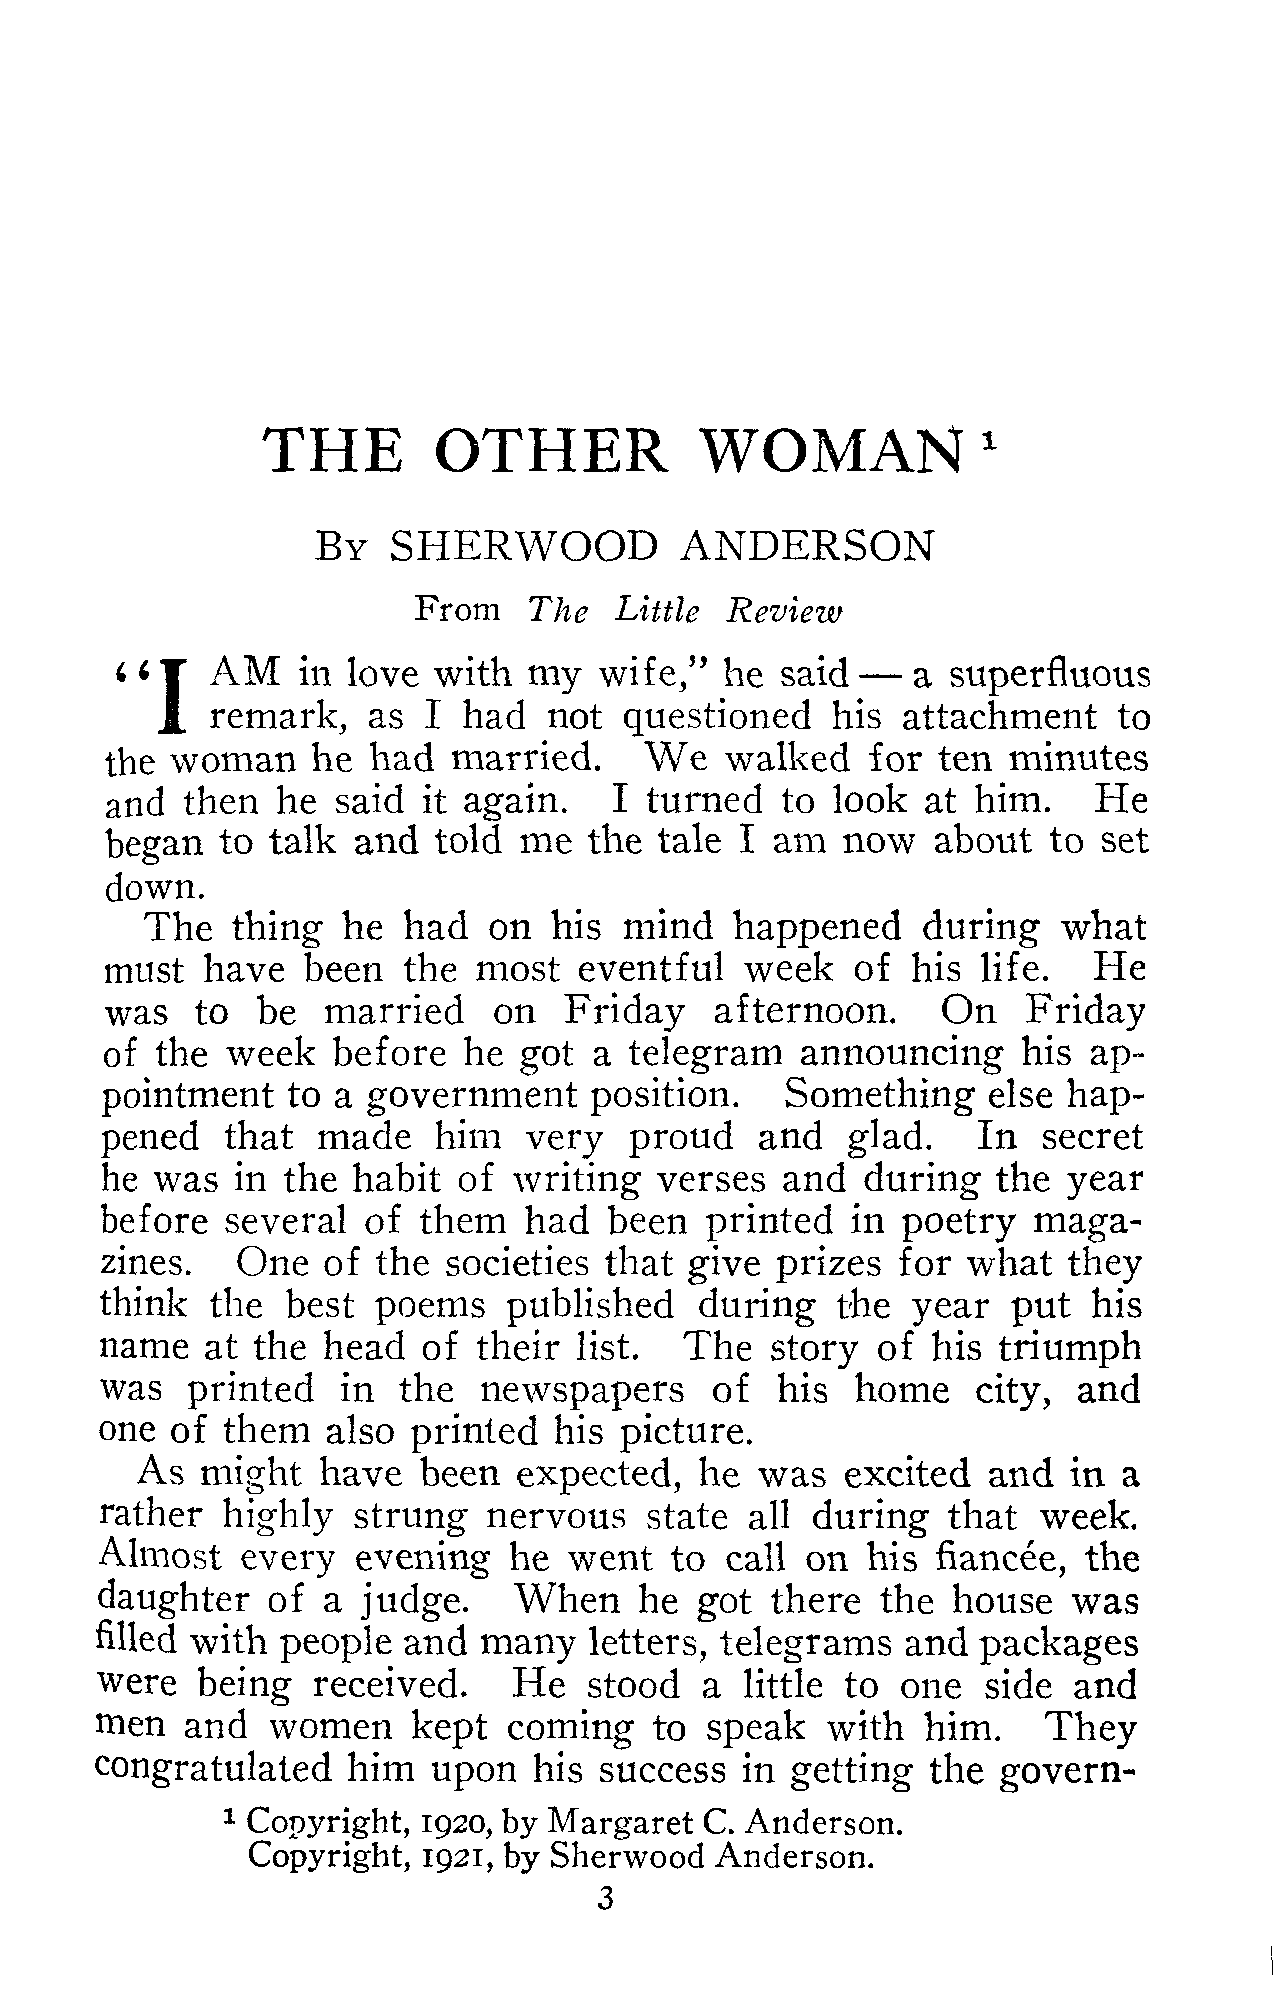 THE OTHER WOMAN ¹
By SHERWOOD ANDERSON
From The Little Review
"I AM in love with my wife," he said — a superfluous
remark, as I had not questioned his attachment to
the woman he had married. We walked for ten minutes
and then he said it again. I turned to look at him. He
began to talk and told me the tale I am now about to set
down.
The thing he had on his mind happened during what
must have been the most eventful week of his life. He
was to be married on Friday afternoon. On Friday
of the week before he got a telegram announcing his ap-
pointment to a government position. Something else hap-
pened that made him very proud and glad. In secret
he was in the habit of writing verses and during the year
before several of them had been printed in poetry maga-
zines. One of the societies that give prizes for what they
think the best poems published during the year put his
name at the head of their list. The story of his triumph
was printed in the newspapers of his home city, and
one of them also printed his picture.
As might have been expected, he was excited and in a
rather highly strung nervous state all during that week.
Almost every evening he went to call on his fiancée, the
daughter of a judge. When he got there the house was
filled with people and many letters, telegrams and packages
were being received. He stood a little to one side and
men and women kept coming to speak with him. They
congratulated him upon his success in getting the govern-
¹ Copyright, 1920, by Margaret C. Anderson.
Copyright, 1921, by Sherwood Anderson.
3